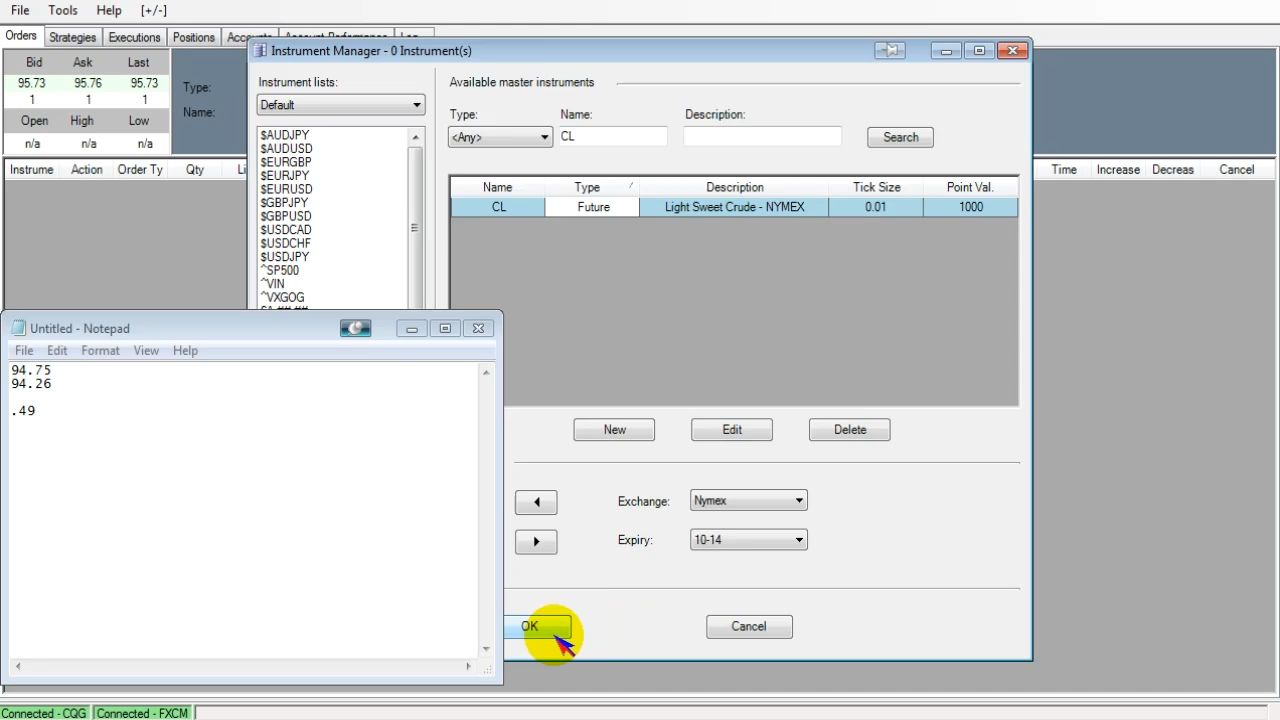 File Tools Help [+/-]
Orders Strategies Executions Positions
Instrument Manager - 0 Instrument(s)
Bid Ask Last
95.73 95.76 95.73
1 1 1
Open High Low
n/a n/a n/a
Type:
Name:
Instrument lists:
Default
$AUDJPY
$AUDUSD
$EURGBP
$EURJPY
$EURUSD
$GBPJPY
$GBPUSD
$USDCAD
$USDCHF
$USDJPY
^SP500
^VIN
^VXGOG
Available master instruments
Type: Name: Description:
<Any> CL Search
Name Type Description Tick Size Point Val.
CL Future Light Sweet Crude - NYMEX 0.01 1000
Instrume Action Order Ty Qty Time Increase Decreas Cancel
New Edit Delete
Exchange: Nymex
Expiry: 10-14
OK Cancel
Untitled - Notepad
File Edit Format View Help
94.75
94.26
.49
Connected - CQG Connected - FXCM